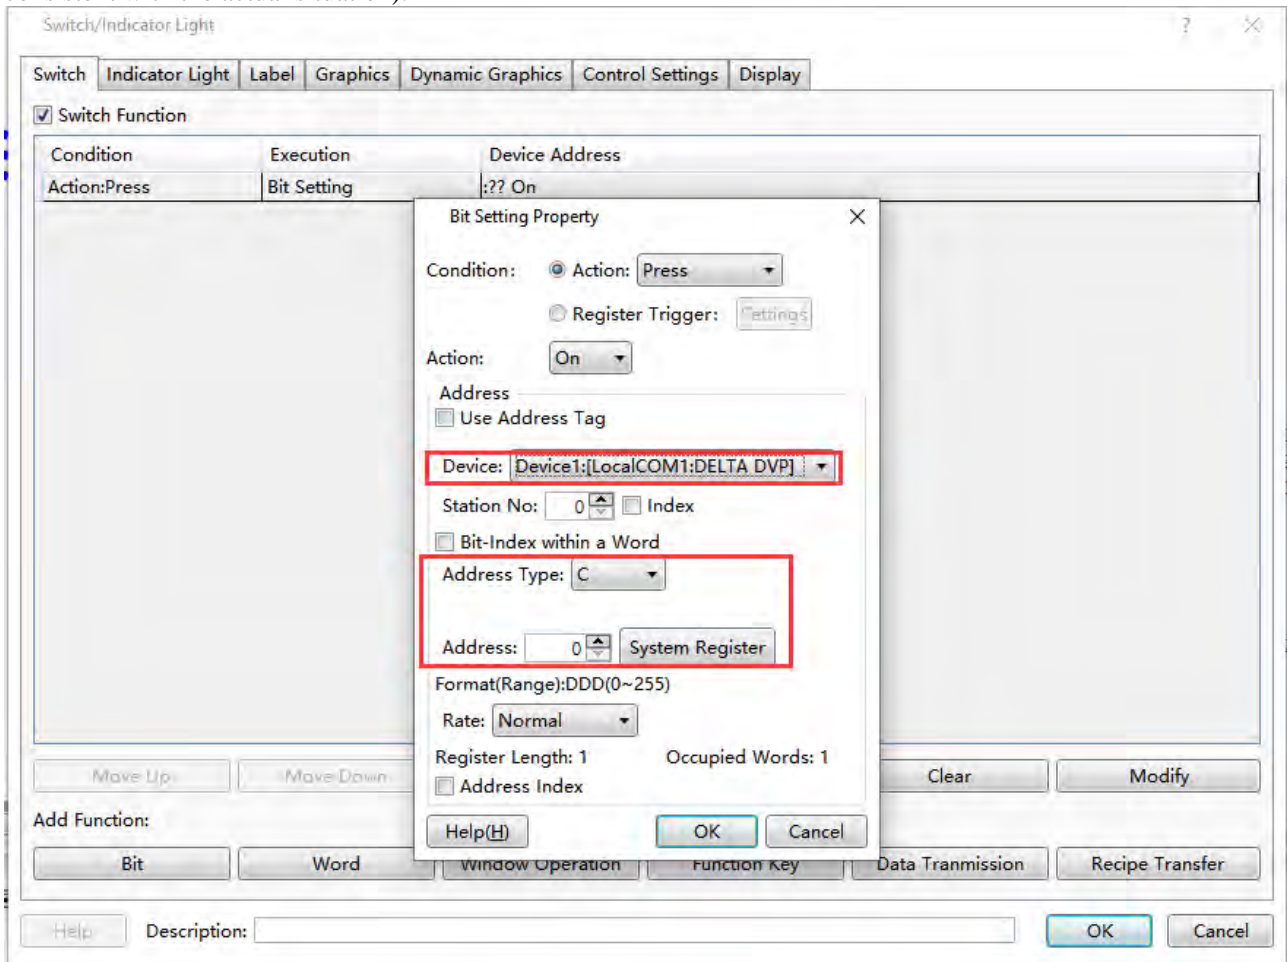 Switch/Indicator Light ?
Switch Indicator Light Label Graphics Dynamic Graphics Control Settings Display
Switch Function
Condition Execution Device Address
Action:Press Bit Setting :?? On
Bit Setting Property
Condition: Action: Press
Register Trigger: Settings
Action: On
Address
Use Address Tag
Device: Device1:[LocalCOM1:DELTA DVP]
Station No: 0 Index
Bit-Index within a Word
Address Type: C
Address: 0 System Register
Format(Range):DDD(0~255)
Rate: Normal
Register Length: 1 Occupied Words: 1
Address Index
Help(H) OK Cancel
Move Up Move Down Clear Modify
Add Function:
Bit Word Window Operation Function Key Data Tranmission Recipe Transfer
Help Description: OK Cancel